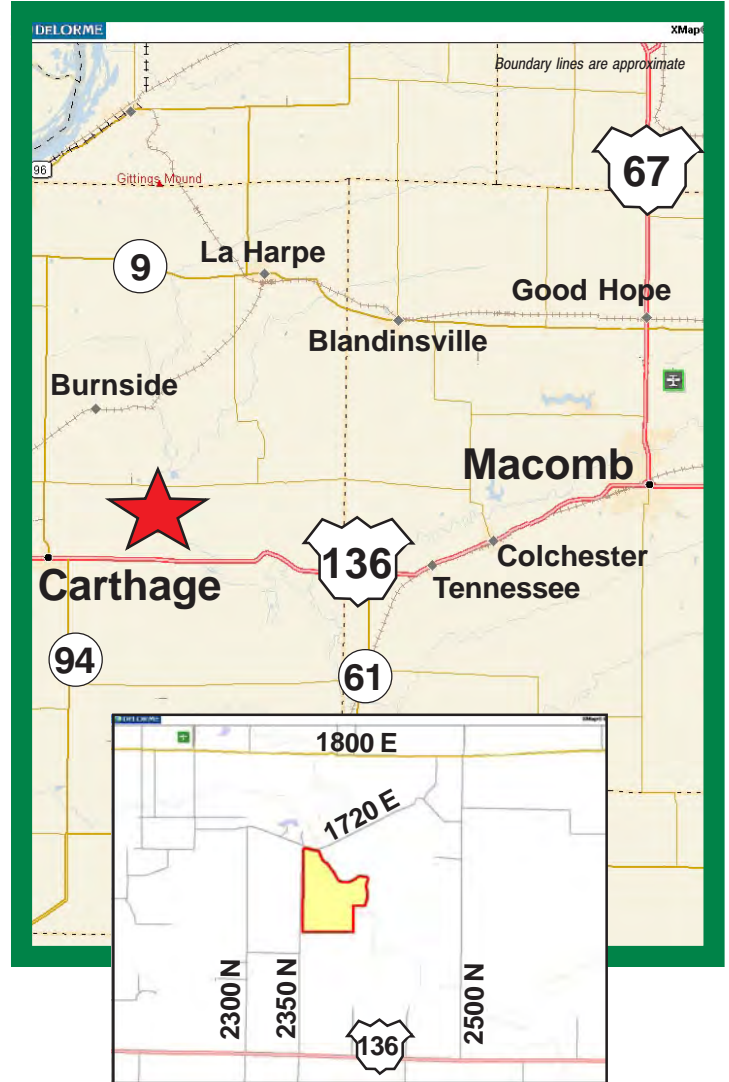 DELORME
XMap®
Boundary lines are approximate
67
96
Gittings Mound
9
La Harpe
Good Hope
Blandinsville
Burnside
Macomb
136
Colchester
Carthage
Tennessee
94
61
DELORME
XMap®
1800 E
1720 E
2300 N
2350 N
2500 N
136